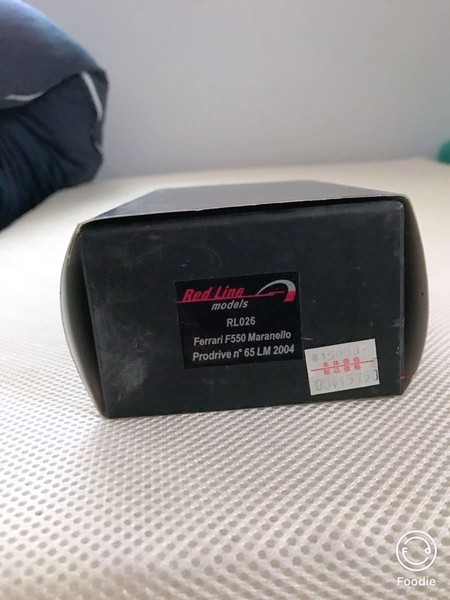 Red Line
models
RL026
Ferrari F550 Maranello
Prodrive n° 65 LM 2004
Foodie